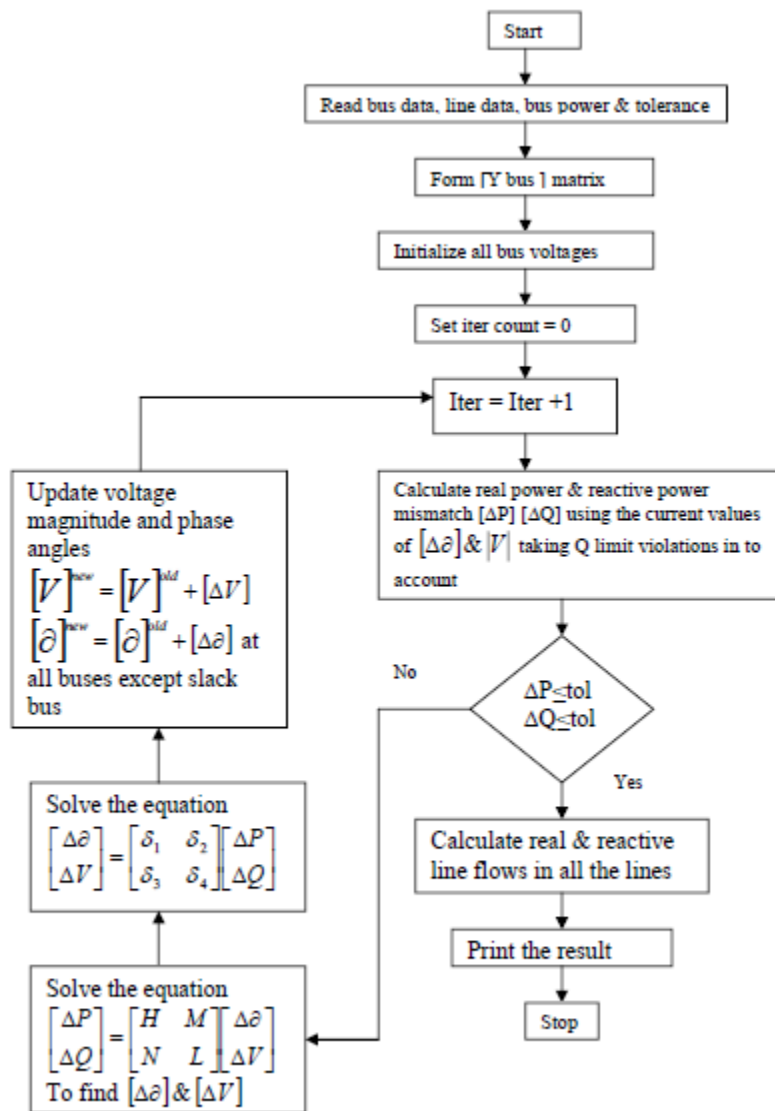 Start
Read bus data, line data, bus power & tolerance
Form [Y bus ] matrix
Initialize all bus voltages
Set iter count = 0
Iter = Iter +1
Calculate real power & reactive power
mismatch [ΔP] [ΔQ] using the current values
of [Δ∂] & |V| taking Q limit violations in to
account
ΔP≤tol
ΔQ≤tol
No
Yes
Calculate real & reactive
line flows in all the lines
Print the result
Stop
Solve the equation
[ΔP ΔQ] = [H M N L] [Δ∂ ΔV]
To find [Δ∂] & [ΔV]
Solve the equation
[Δ∂ ΔV] = [δ₁ δ₂ δ₃ δ₄] [ΔP ΔQ]
Update voltage
magnitude and phase
angles
[V]ⁿᵉʷ = [V]ᵒˡᵈ + [ΔV]
[∂]ⁿᵉʷ = [∂]ᵒˡᵈ + [Δ∂] at
all buses except slack
bus